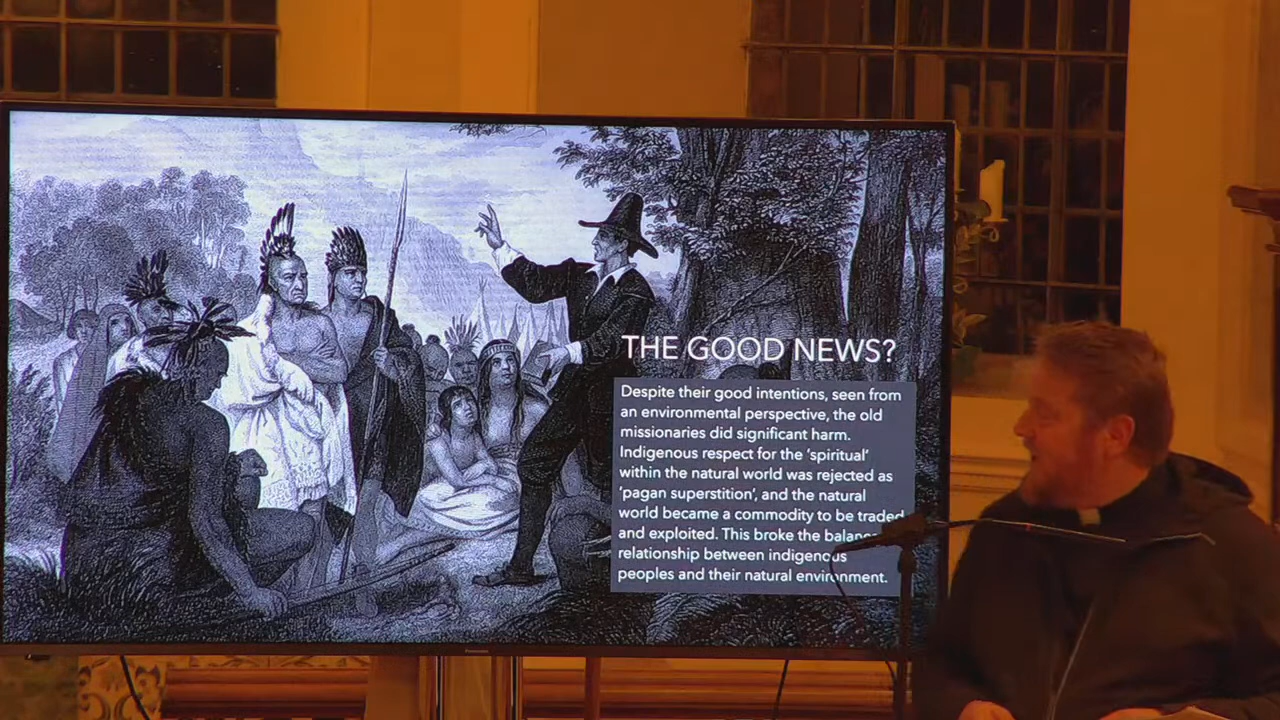 THE GOOD NEWS?
Despite their good intentions, seen from
an environmental perspective, the old
missionaries did significant harm.
Indigenous respect for the ‘spiritual’
within the natural world was rejected as
‘pagan superstition’, and the natural
world became a commodity to be traded
and exploited. This broke the balance
relationship between indigenous
peoples and their natural environment.
Panasonic